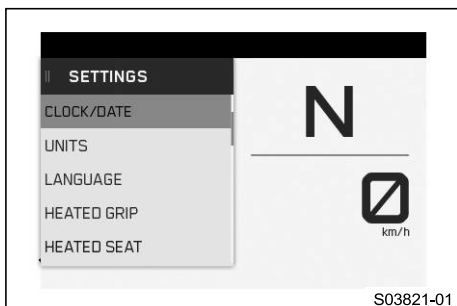 SETTINGS
CLOCK/DATE
UNITS
LANGUAGE
HEATED GRIP
HEATED SEAT
N
0
km/h
S03821-01